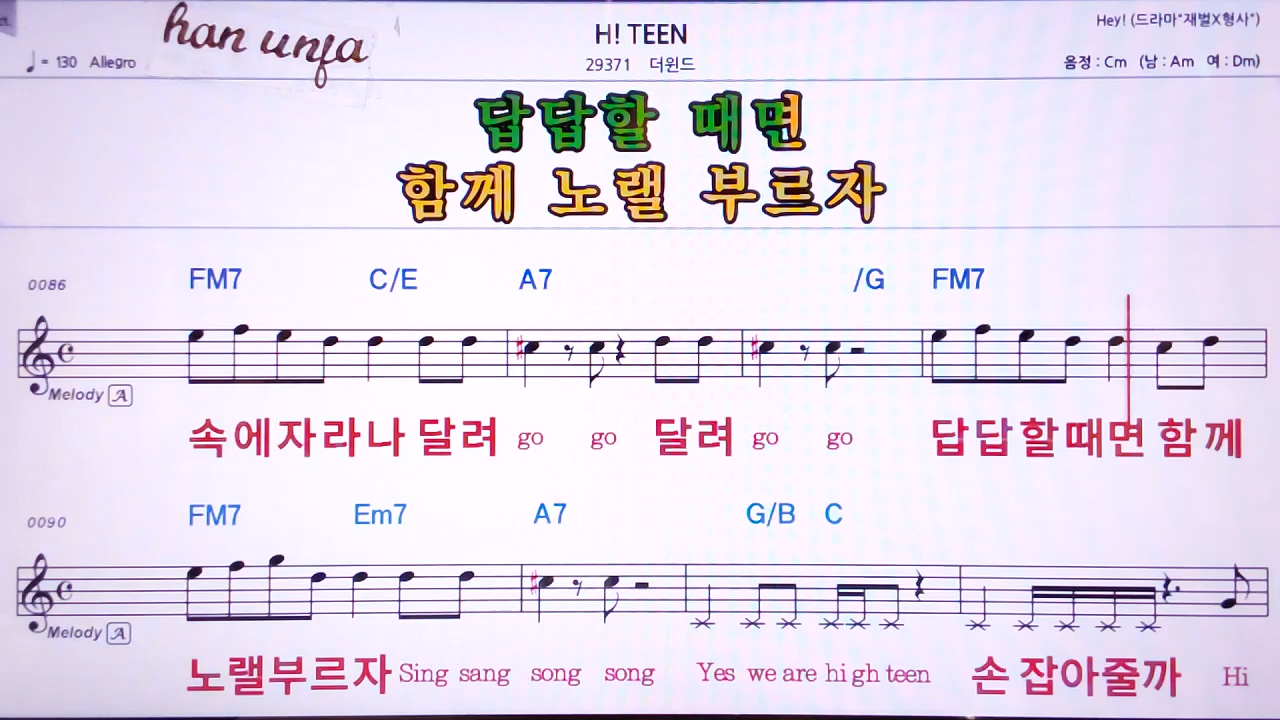 han unfa
H! TEEN
Hey! (드라마"재벌X형사")
♩ = 130 Allegro
29371 더윈드
음정 : Cm (남 : Am 여 : Dm)
답답할 때면
함께 노랠 부르자
0086 FM7 C/E A7 /G FM7
Melody A
속에자라나 달려 go go 달려 go go 답답할때면 함께
0090 FM7 Em7 A7 G/B C
Melody A
노랠부르자 Sing sang song song Yes we are high teen 손 잡아줄까 Hi